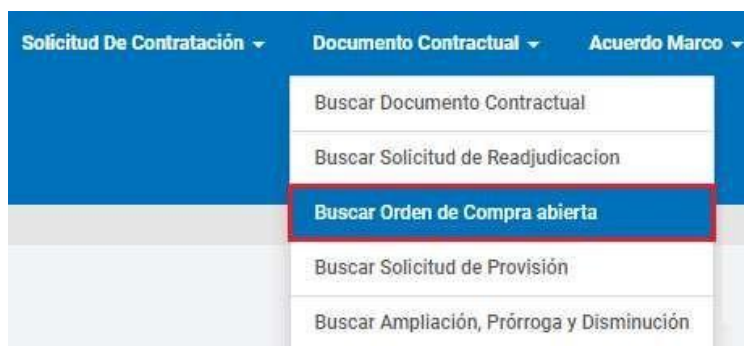 Solicitud De Contratación Documento Contractual Acuerdo Marco
Buscar Documento Contractual
Buscar Solicitud de Readjudicacion
Buscar Orden de Compra abierta
Buscar Solicitud de Provisión
Buscar Ampliación, Prórroga y Disminución